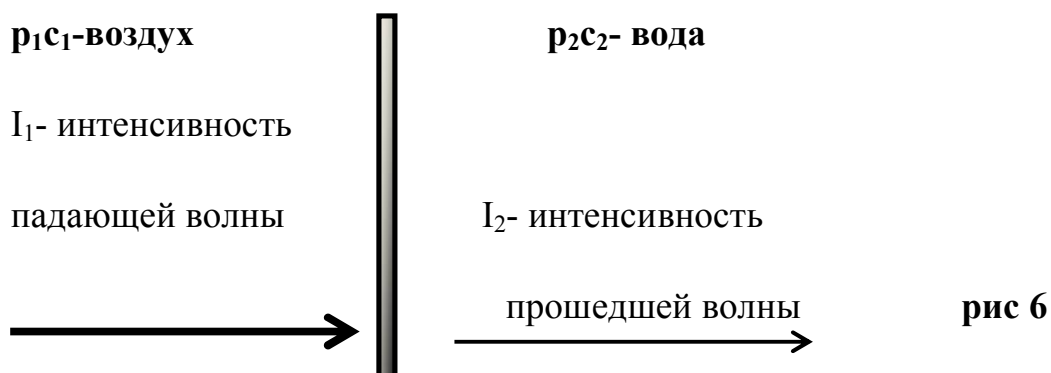 p₁c₁-воздух p₂c₂- вода
I₁- интенсивность
падающей волны I₂- интенсивность
прошедшей волны рис 6